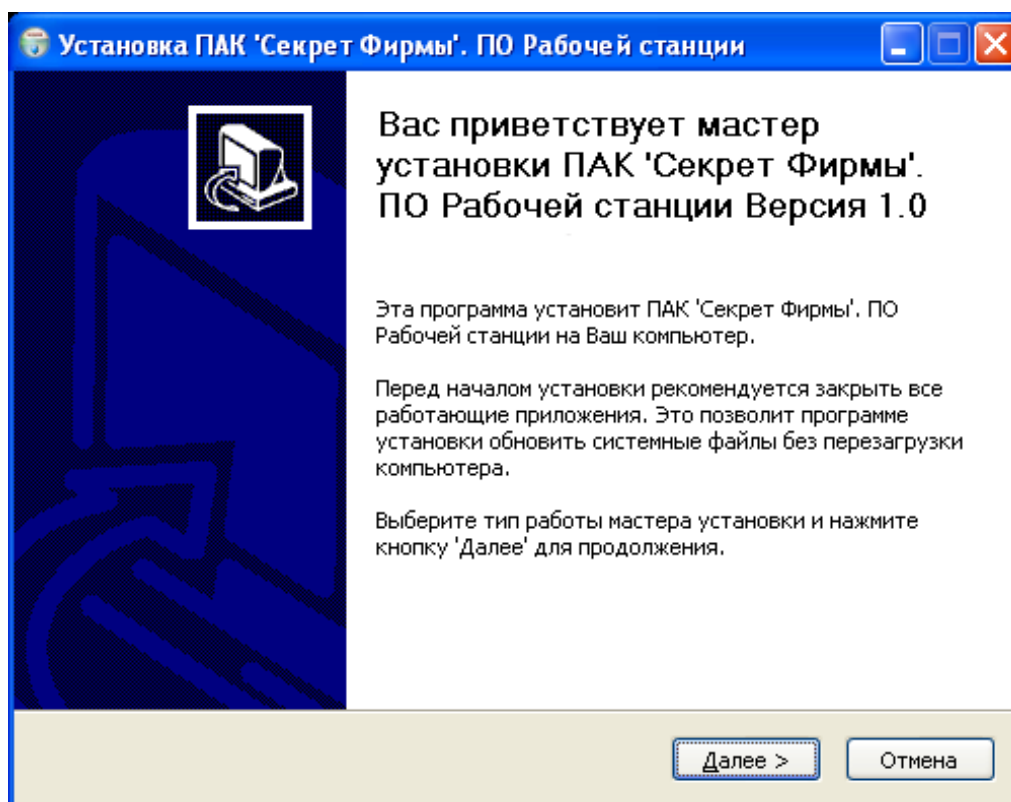 Установка ПАК 'Секрет Фирмы'. ПО Рабочей станции
Вас приветствует мастер
установки ПАК 'Секрет Фирмы'.
ПО Рабочей станции Версия 1.0
Эта программа установит ПАК 'Секрет Фирмы'. ПО
Рабочей станции на Ваш компьютер.
Перед началом установки рекомендуется закрыть все
работающие приложения. Это позволит программе
установки обновить системные файлы без перезагрузки
компьютера.
Выберите тип работы мастера установки и нажмите
кнопку 'Далее' для продолжения.
Далее >
Отмена